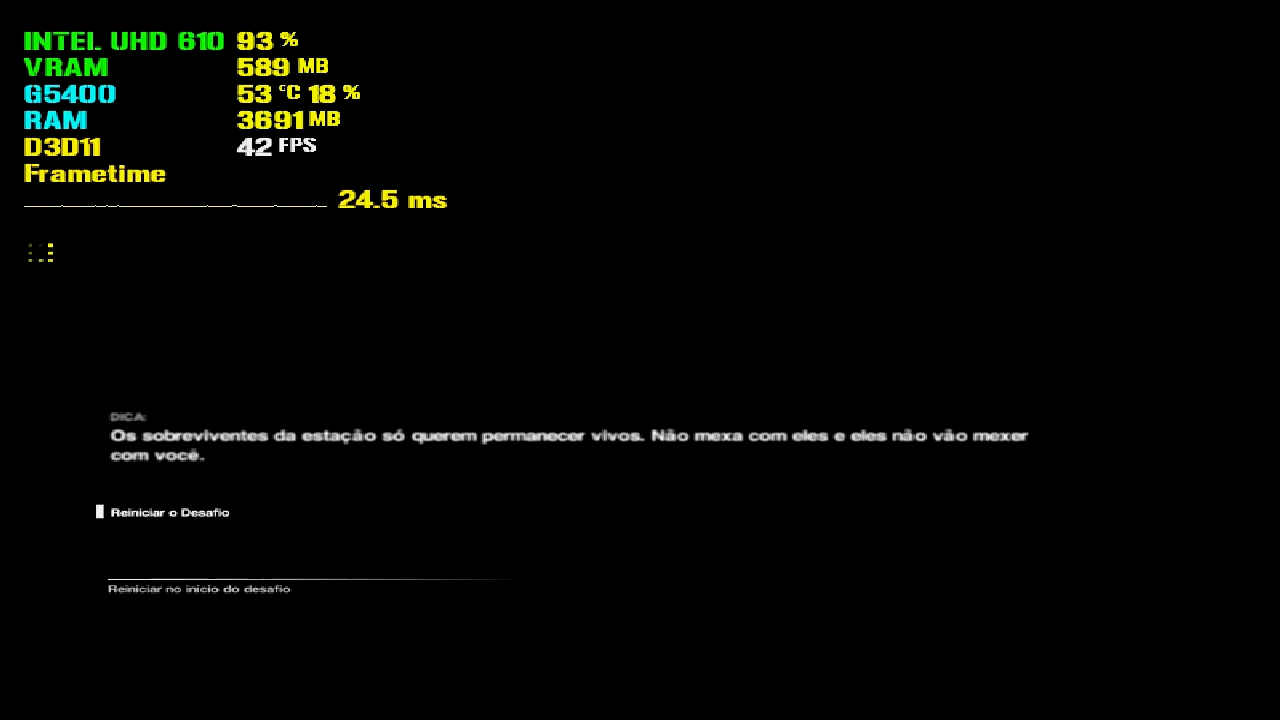 INTEL UHD 610 93 %
VRAM 589 MB
G5400 53 °C 18 %
RAM 3691 MB
D3D11 42 FPS
Frametime
24.5 ms
DICA:
Os sobreviventes da estação só querem permanecer vivos. Não mexa com eles e eles não vão mexer
com você.
Reiniciar o Desafio
Reiniciar no início do desafio